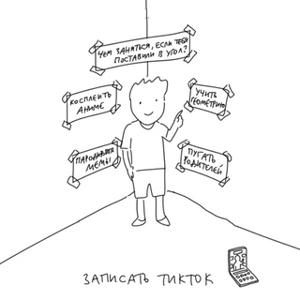 ЧЕМ ЗАНЯТЬСЯ, ЕСЛИ ТЕБЯ
ПОСТАВИЛИ В УГОЛ?
КОСПЛЕИТЬ
АНИМЕ
УЧИТЬ
ГЕОМЕТРИЮ
ПАРОДИРОВАТЬ
МЕМЫ
ПУГАТЬ
РОДИТЕЛЕЙ
ЗАПИСАТЬ ТИКТОК